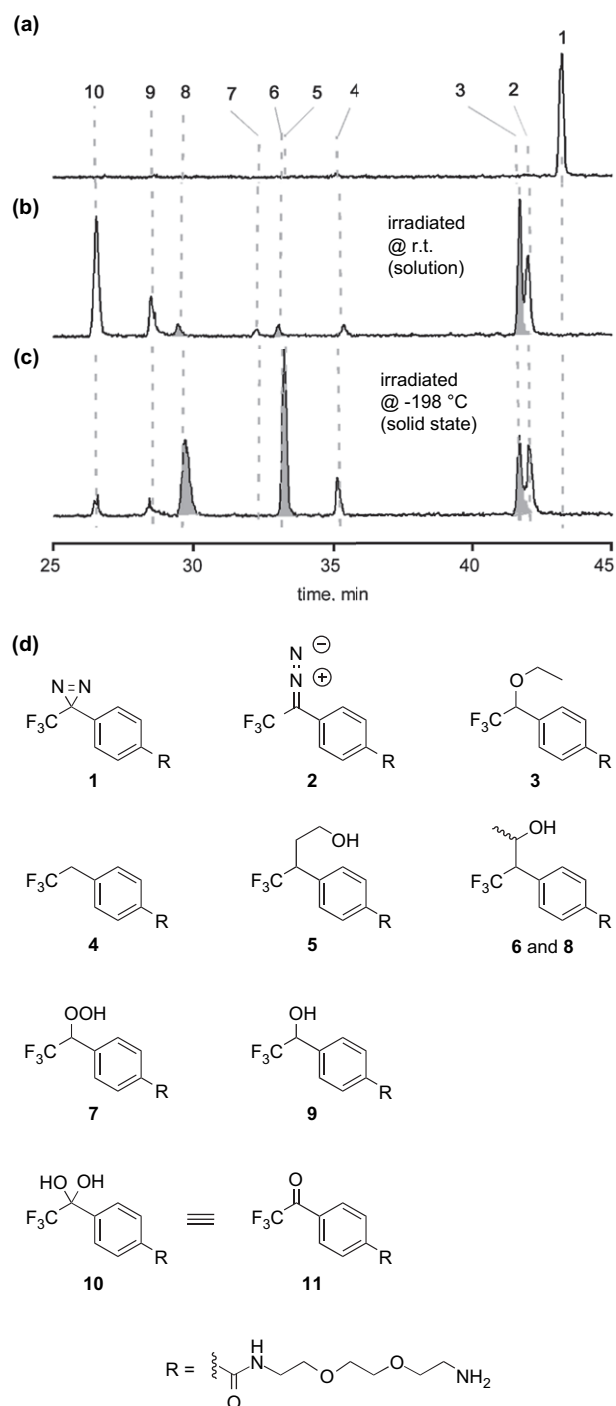 (a)
1
10 9 8 7 6 5 4 3 2
(b)
irradiated
@ r.t.
(solution)
(c)
irradiated
@ -198 °C
(solid state)
25 30 35 40 45
time, min
(d)
N
N=N
N
F3C
R
1
F3C
R
2
O
F3C
R
3
F3C
R
4
OH
F3C
R
5
OH
F3C
R
6 and 8
OOH
F3C
R
7
OH
F3C
R
9
HO OH
F3C
R
10
O
F3C
R
11
R =
H
N
O
O
O
NH2